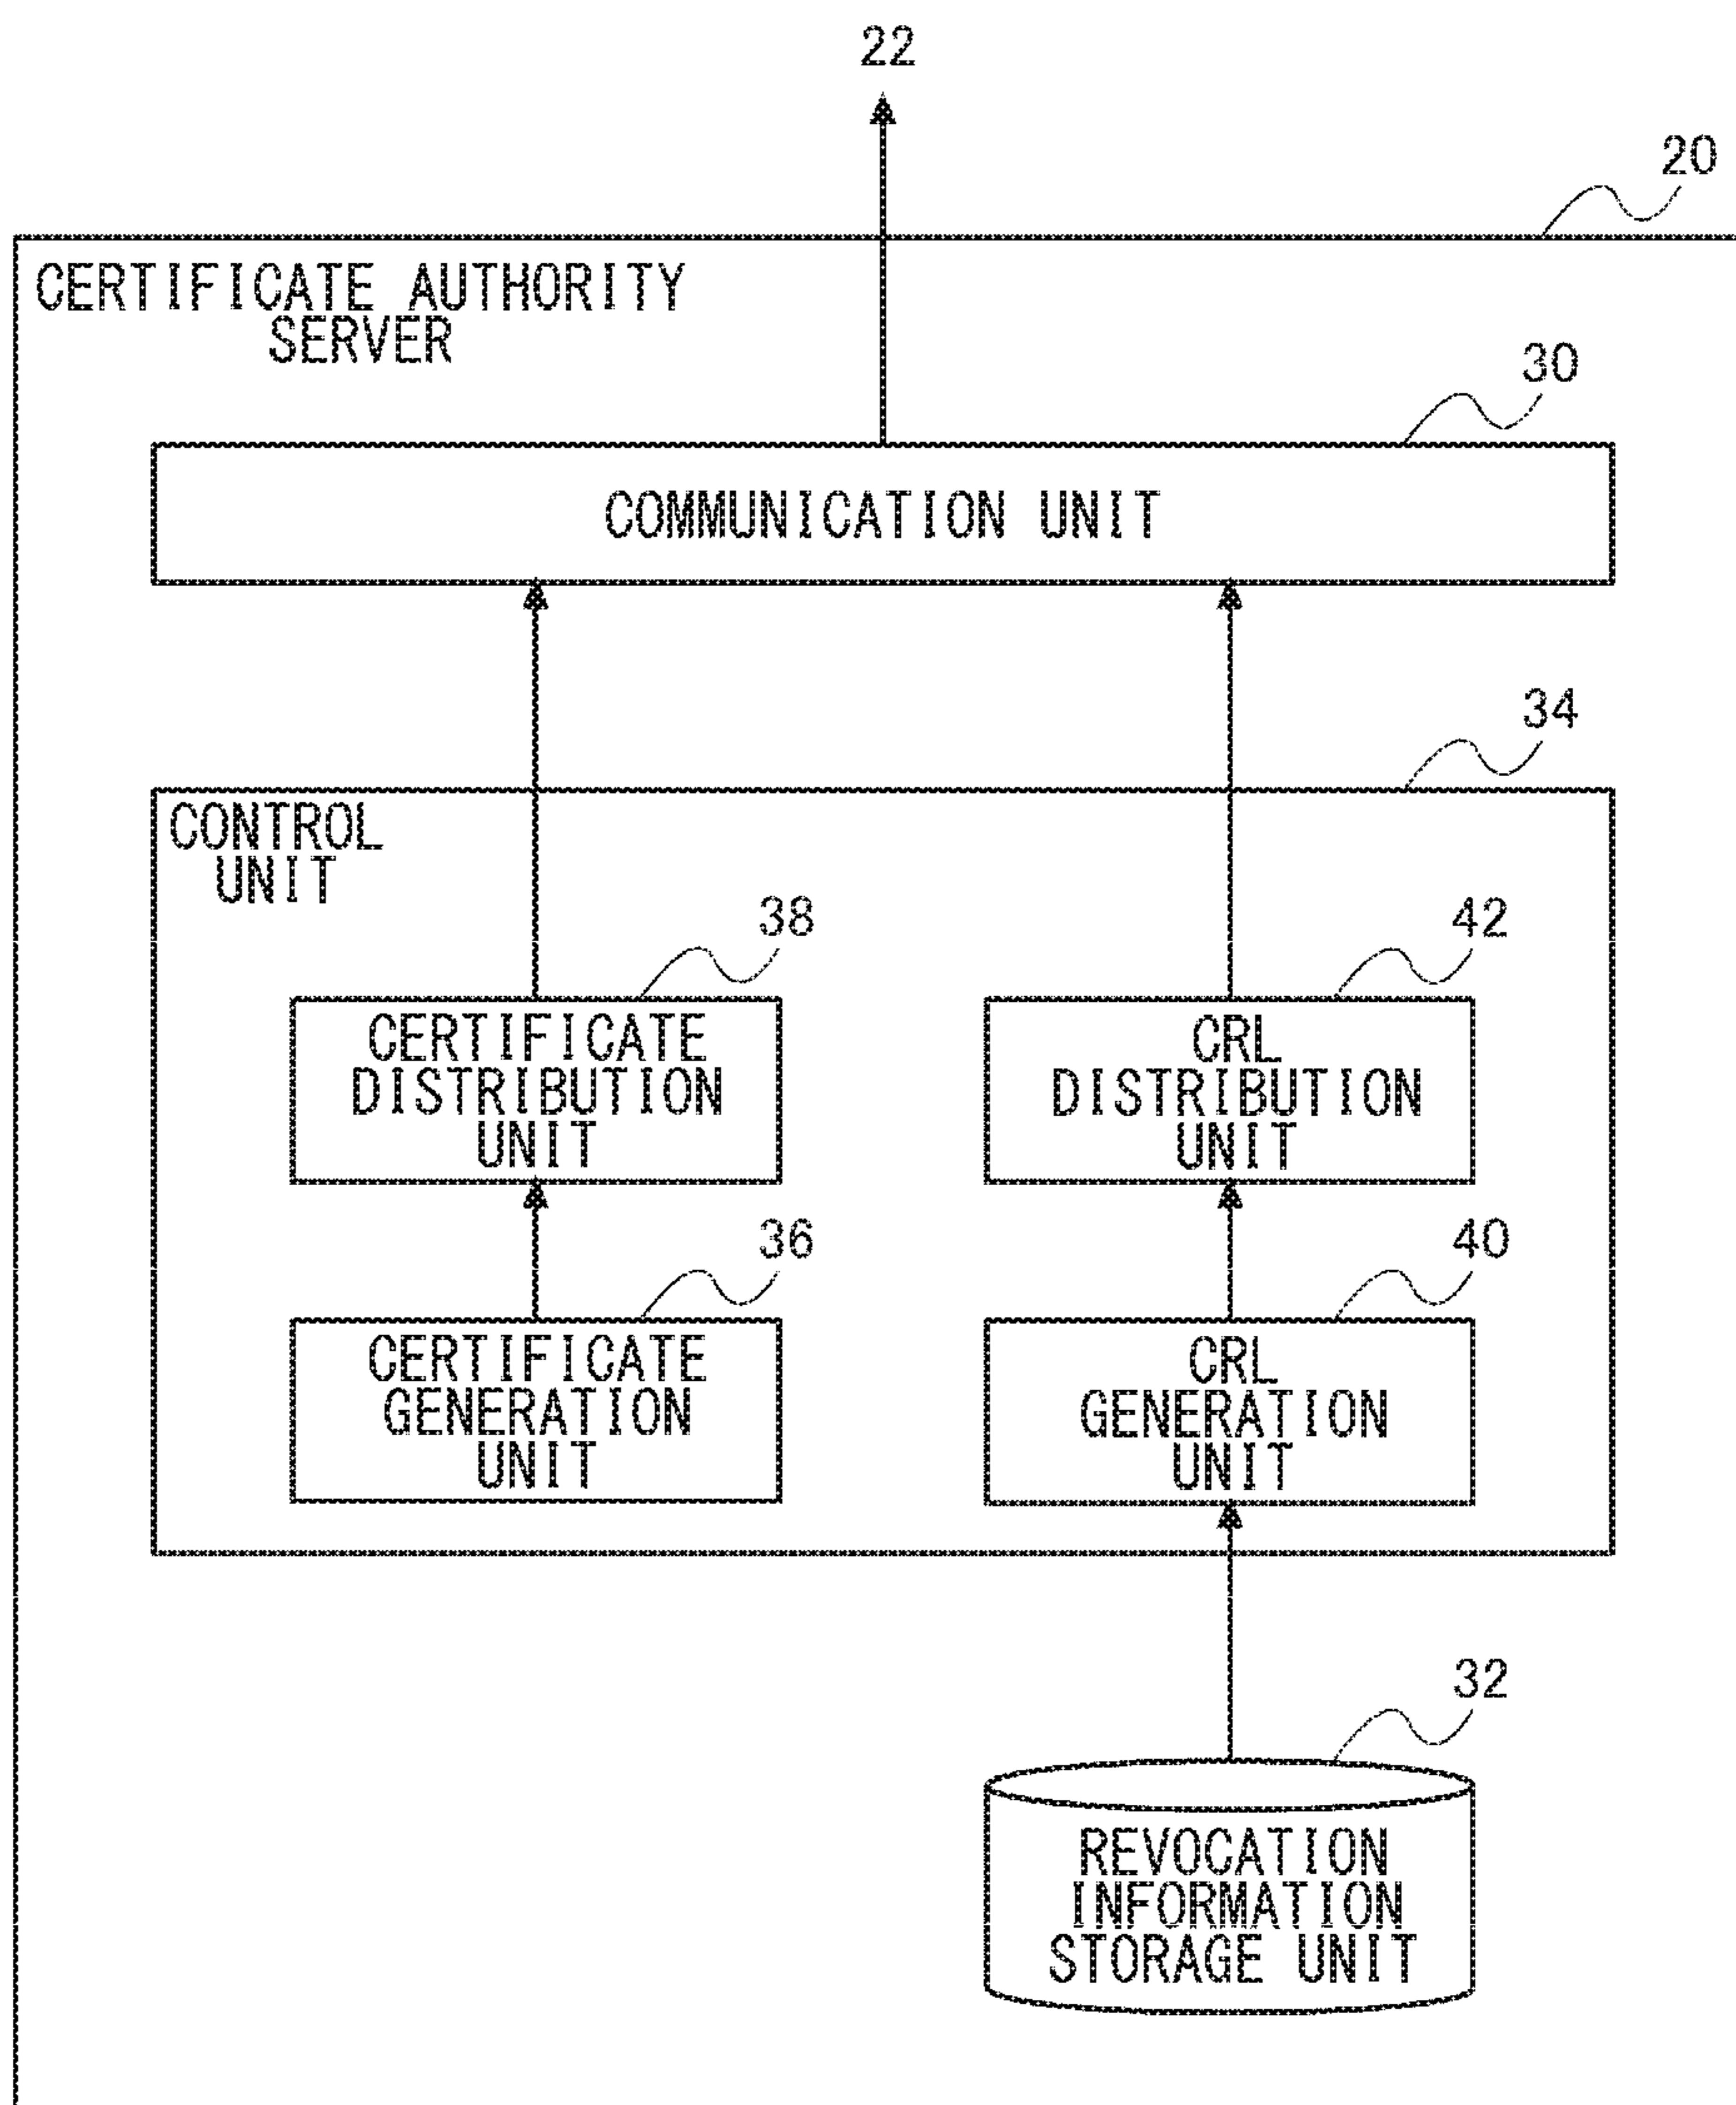 22
20
CERTIFICATE AUTHORITY
SERVER
30
COMMUNICATION UNIT
34
CONTROL
UNIT
38
42
CERTIFICATE
DISTRIBUTION
UNIT
CRL
DISTRIBUTION
UNIT
36
40
CERTIFICATE
GENERATION
UNIT
CRL
GENERATION
UNIT
32
REVOCATION
INFORMATION
STORAGE UNIT